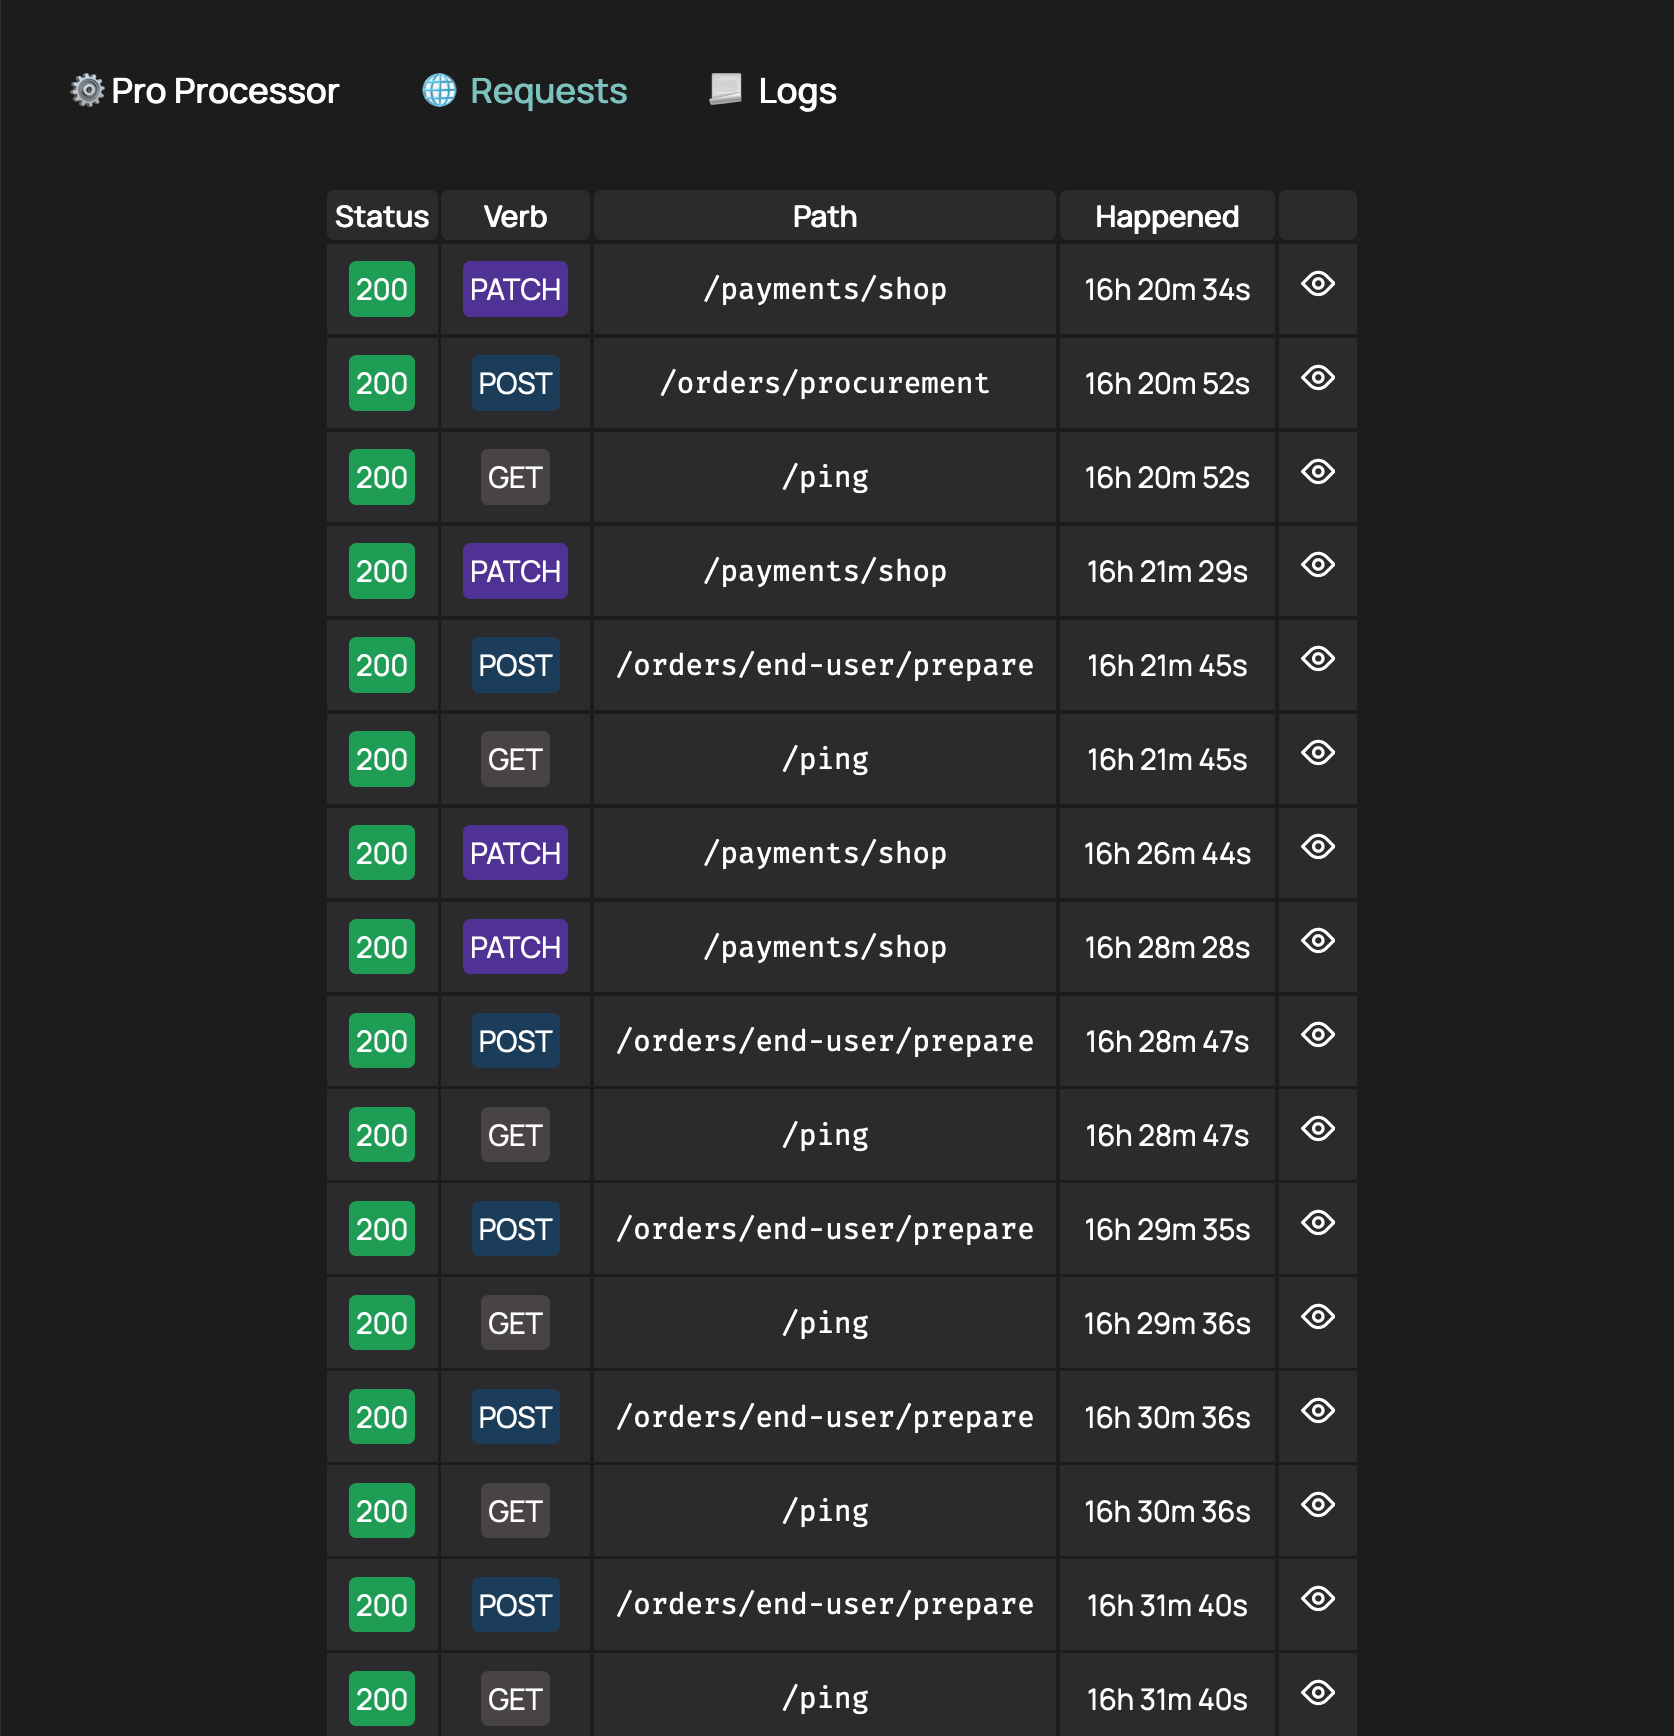 Pro Processor Requests Logs
Status Verb Path Happened
200 PATCH /payments/shop 16h 20m 34s
200 POST /orders/procurement 16h 20m 52s
200 GET /ping 16h 20m 52s
200 PATCH /payments/shop 16h 21m 29s
200 POST /orders/end-user/prepare 16h 21m 45s
200 GET /ping 16h 21m 45s
200 PATCH /payments/shop 16h 26m 44s
200 PATCH /payments/shop 16h 28m 28s
200 POST /orders/end-user/prepare 16h 28m 47s
200 GET /ping 16h 28m 47s
200 POST /orders/end-user/prepare 16h 29m 35s
200 GET /ping 16h 29m 36s
200 POST /orders/end-user/prepare 16h 30m 36s
200 GET /ping 16h 30m 36s
200 POST /orders/end-user/prepare 16h 31m 40s
200 GET /ping 16h 31m 40s